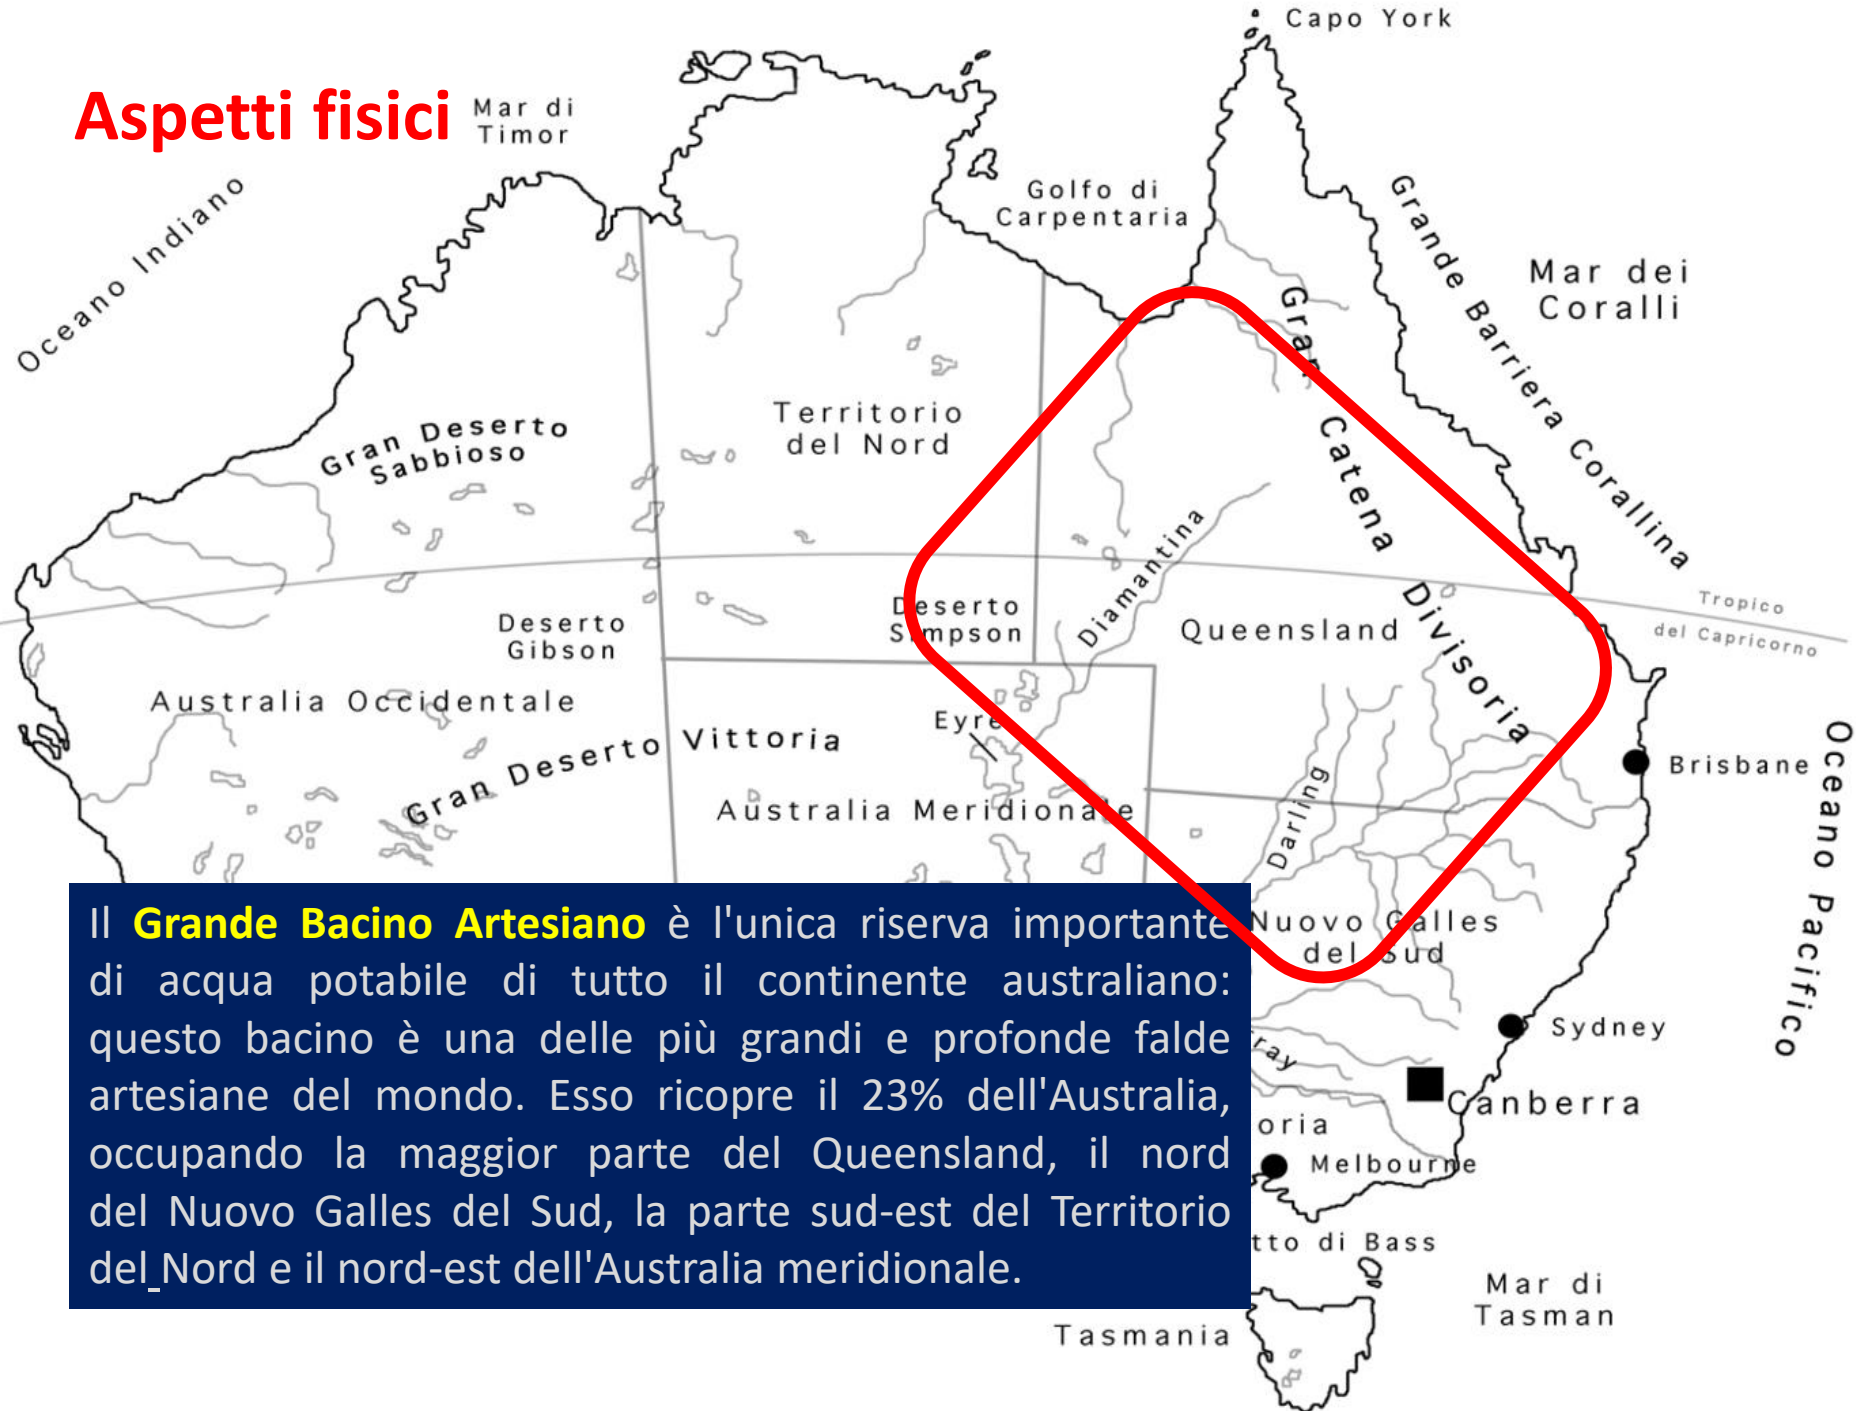 Capo York
Aspetti fisici
Mar di
Timor
Oceano Indiano
Golfo di
Carpentaria
Grande Barriera Corallina
Mar dei
Coralli
Gran Catena Divisoria
Gran Deserto
Sabbioso
Territorio
del Nord
Diamantina
Tropico
del Capricorno
Deserto
Gibson
Deserto
Simpson
Queensland
Australia Occidentale
Eyre
Gran Deserto Vittoria
Brisbane
Oceano Pacifico
Australia Meridionale
Darling
Il Grande Bacino Artesiano è l'unica riserva importante
di acqua potabile di tutto il continente australiano:
questo bacino è una delle più grandi e profonde falde
artesiane del mondo. Esso ricopre il 23% dell'Australia,
occupando la maggior parte del Queensland, il nord
del Nuovo Galles del Sud, la parte sud-est del Territorio
del Nord e il nord-est dell'Australia meridionale.
Nuovo Galles
del Sud
Sydney
ray
Canberra
oria
Melbourne
tto di Bass
Mar di
Tasman
Tasmania